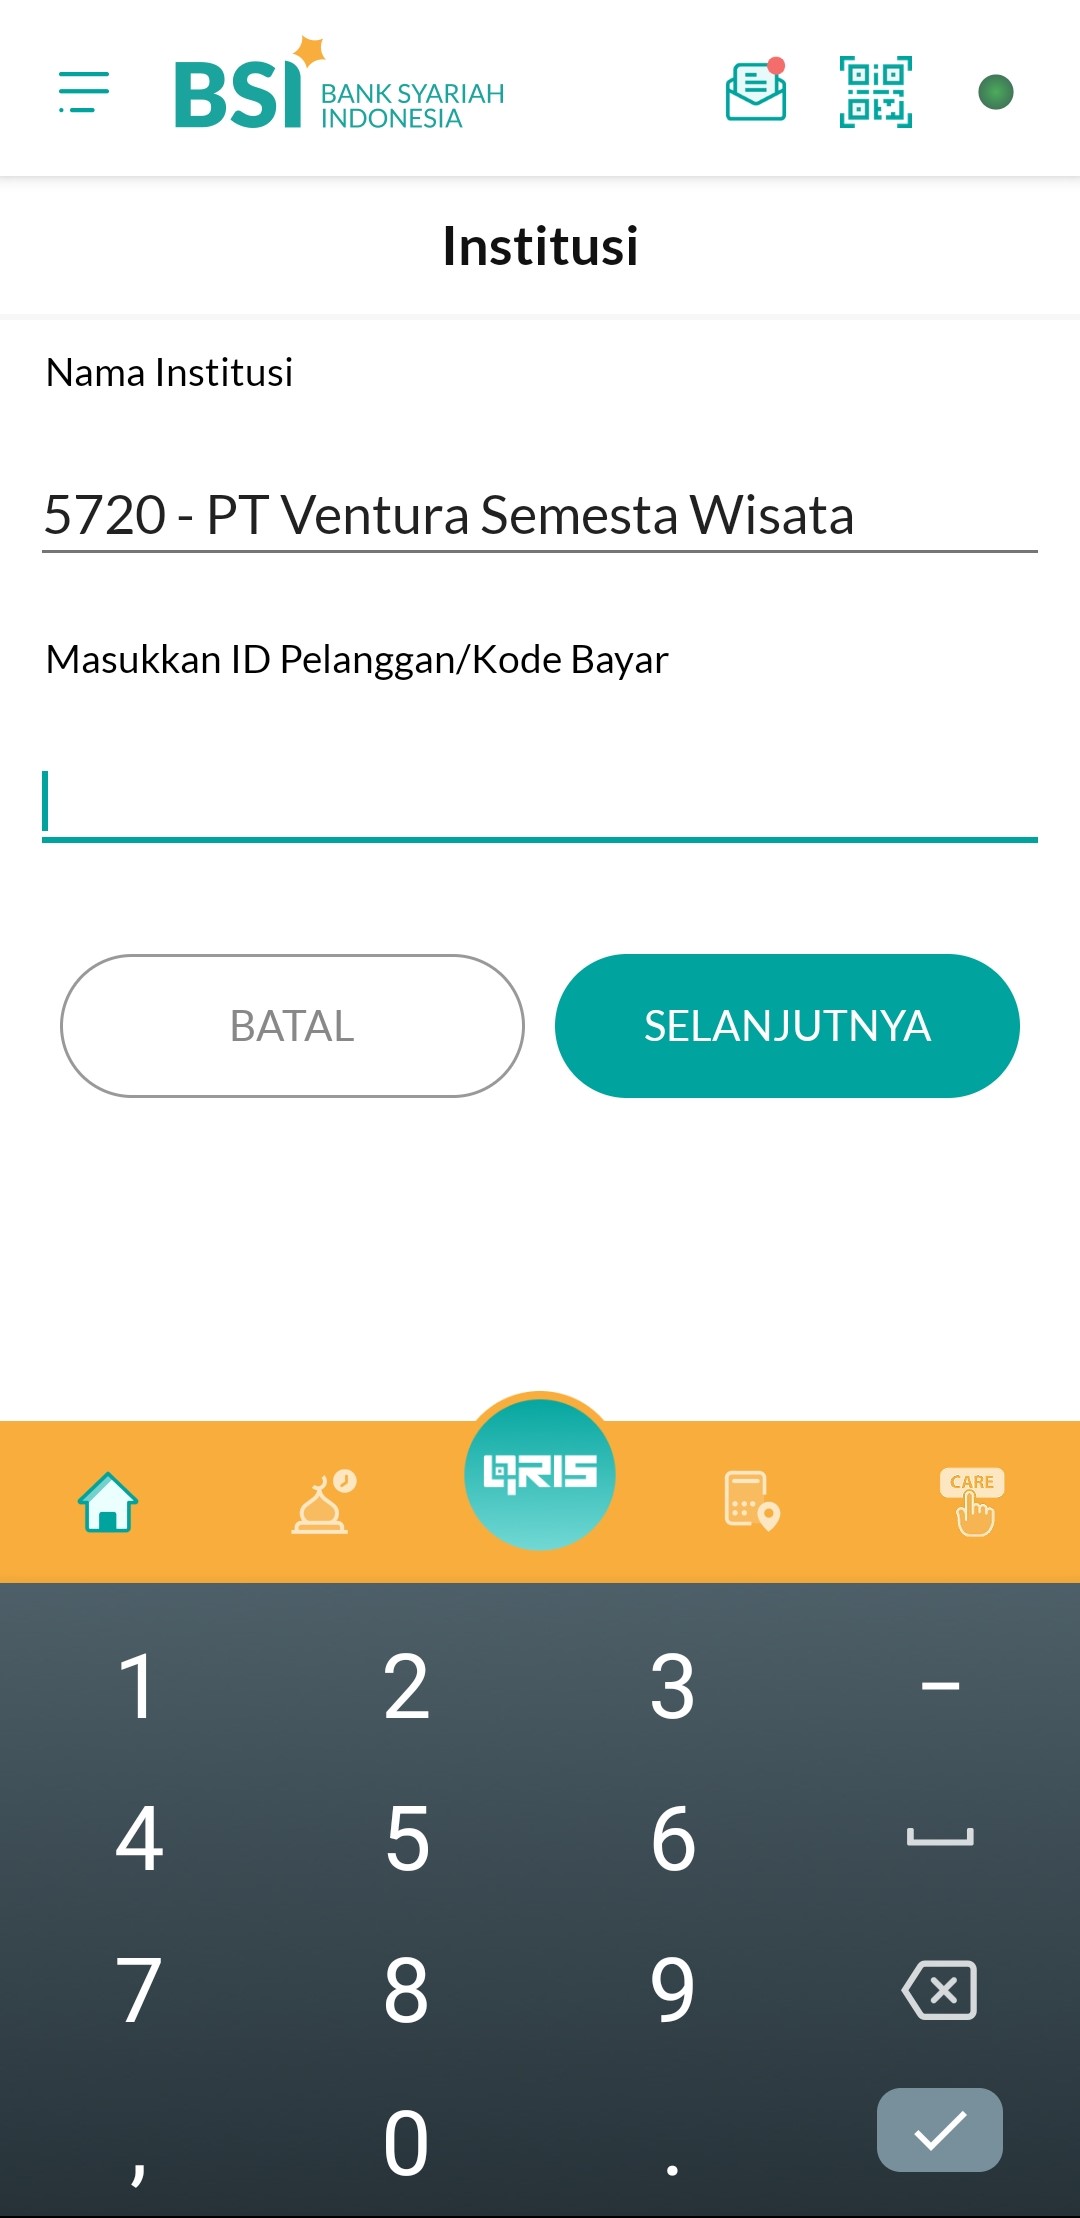 BSI BANK SYARIAH
INDONESIA
Institusi
Nama Institusi
5720 - PT Ventura Semesta Wisata
Masukkan ID Pelanggan/Kode Bayar
BATAL
SELANJUTNYA
QRIS
CARE
1 2 3 -
4 5 6
7 8 9
, 0 .